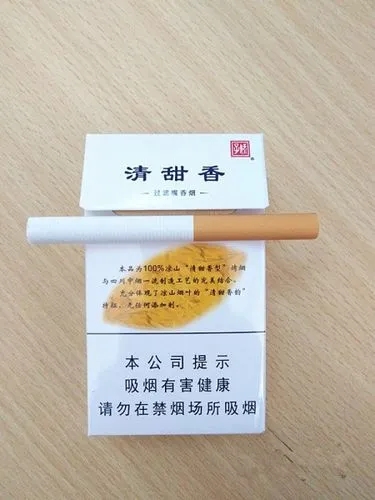 清甜香
过滤嘴香烟
本品为100%凉山“清甜香型”烤烟
与四川中烟一流制造工艺的完美结合。
充分体现了凉山烟叶的“清甜香韵”
特征，无任何添加剂。
本公司提示
吸烟有害健康
请勿在禁烟场所吸烟